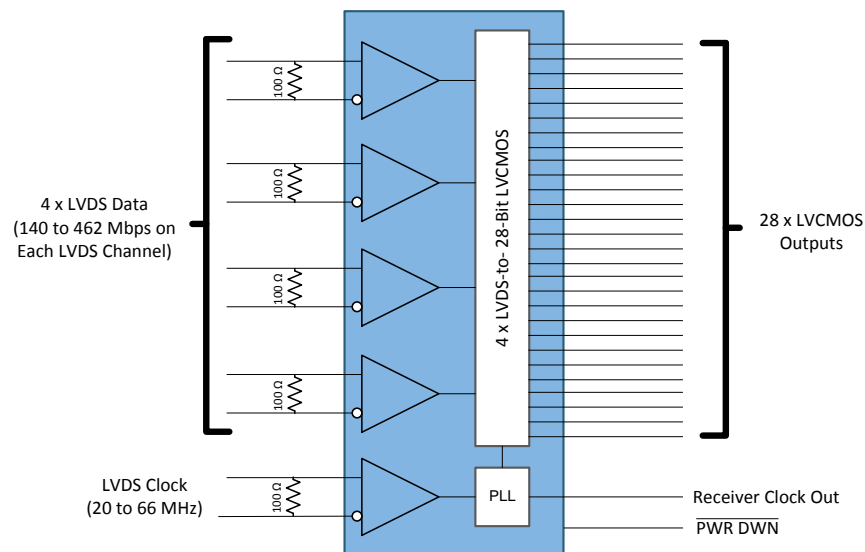 100 Ω
100 Ω
4 x LVDS Data
(140 to 462 Mbps on
Each LVDS Channel)
100 Ω
100 Ω
4 x LVDS-to- 28-Bit LVCMOS
28 x LVCMOS
Outputs
LVDS Clock
(20 to 66 MHz)
100 Ω
PLL
Receiver Clock Out
PWR DWN